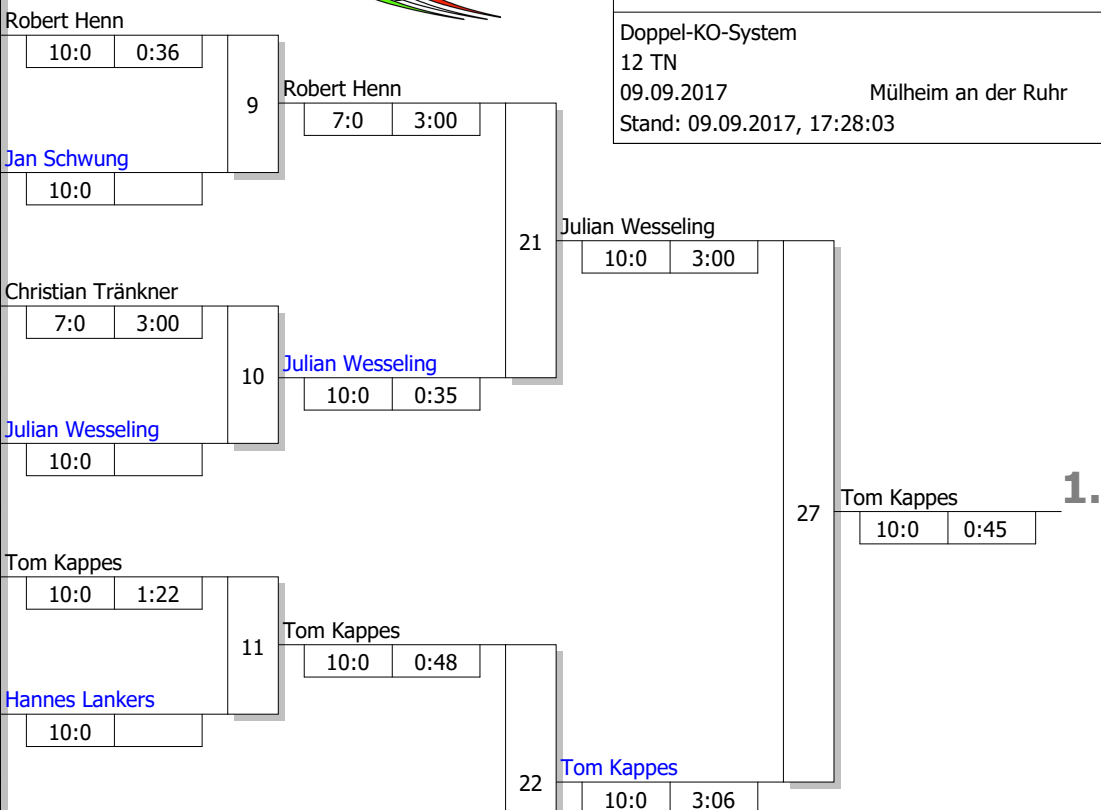 Robert Henn
10:0 0:36
9
Jan Schwung
10:0
Christian Tränkner
7:0 3:00
10
Julian Wesseling
10:0
Tom Kappes
10:0 1:22
11
Hannes Lankers
10:0
Robert Henn
7:0 3:00
21
Julian Wesseling
10:0 0:35
Tom Kappes
10:0 0:48
22
Julian Wesseling
10:0 3:00
27
Tom Kappes
10:0 3:06
Tom Kappes
10:0 0:45
1.
Doppel-KO-System
12 TN
09.09.2017 Mülheim an der Ruhr
Stand: 09.09.2017, 17:28:03